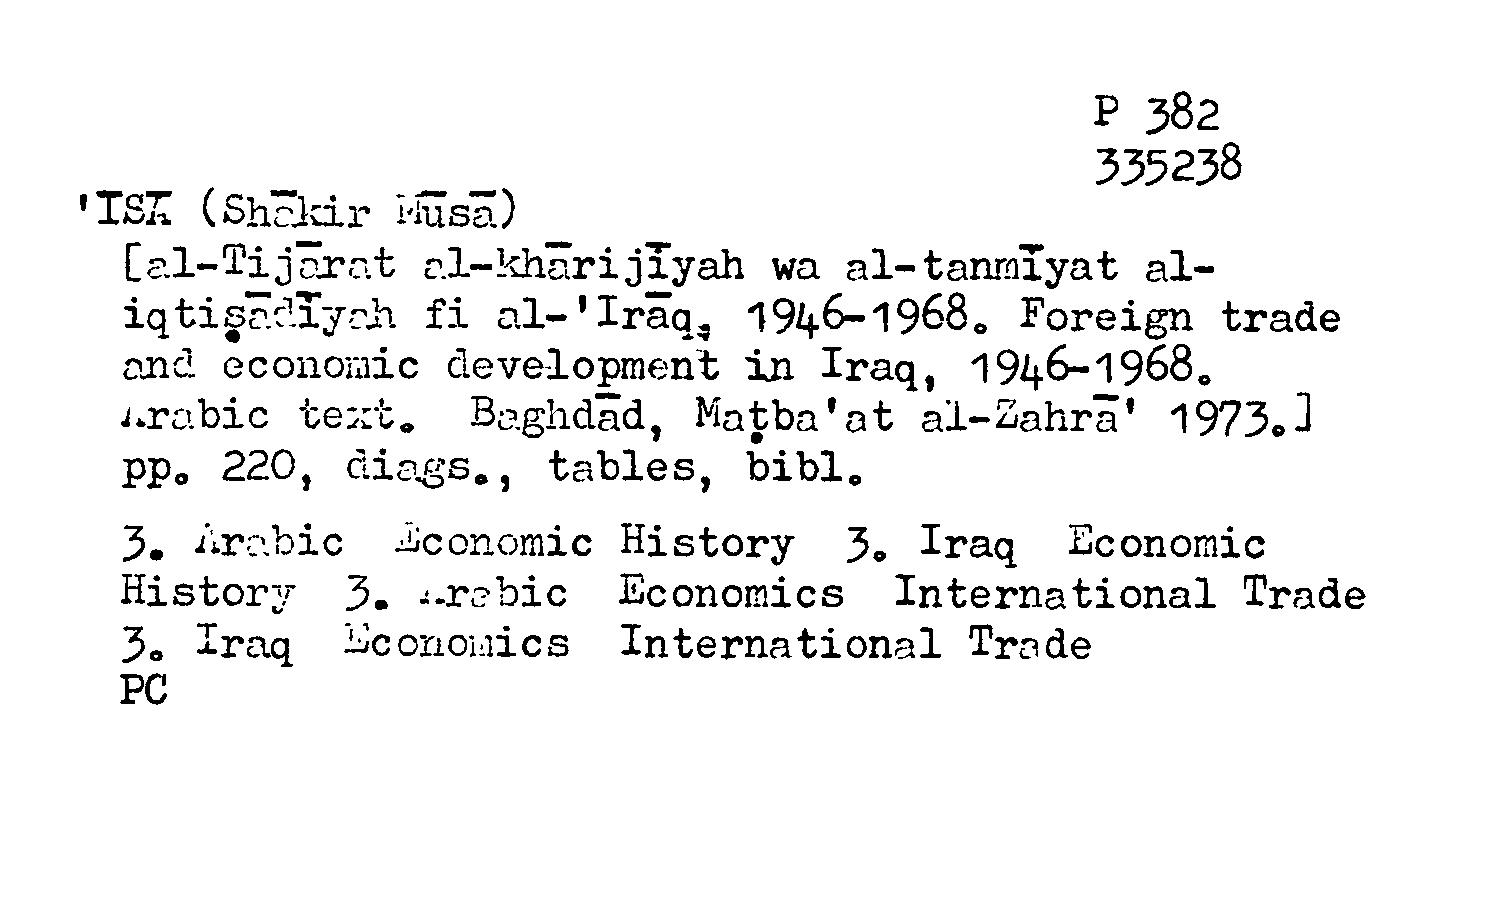 P 382
335238
'ĪSĀ (Shākir Mūsā)
[al-Tijārat al-khārijīyah wa al-tanmīyat al-
iqtiṣādīyah fi al-'Irāq, 1946-1968. Foreign trade
and economic development in Iraq, 1946-1968.
Arabic text. Baghdād, Maṭba'at al-Zahrā' 1973.]
pp. 220, diags., tables, bibl.
3. Arabic Economic History 3. Iraq Economic
History 3. Arabic Economics International Trade
3. Iraq Economics International Trade
PC